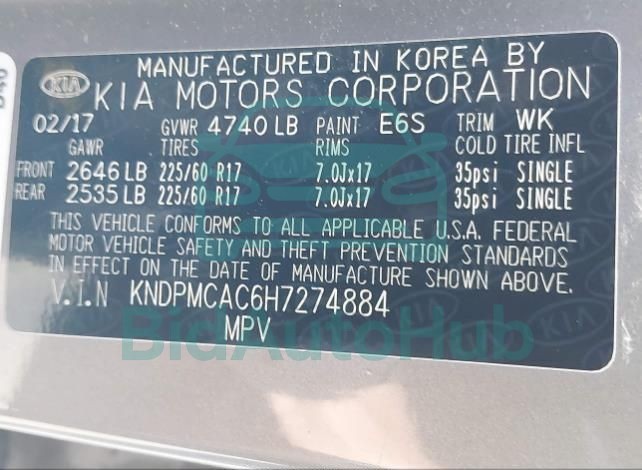 MANUFACTURED IN KOREA BY
KIA KIA MOTORS CORPORATION
02/17 GVWR 4740 LB PAINT E6S TRIM WK
GAWR TIRES RIMS COLD TIRE INFL
FRONT 2646 LB 225/60 R17 7.0Jx17 35psi SINGLE
REAR 2535 LB 225/60 R17 7.0Jx17 35psi SINGLE
THIS VEHICLE CONFORMS TO ALL APPLICABLE U.S.A. FEDERAL
MOTOR VEHICLE SAFETY AND THEFT PREVENTION STANDARDS
IN EFFECT ON THE DATE OF MANUFACTURE SHOWN ABOVE.
V.I.N KNDPMCAC6H7274884
MPV
BidAutoHub